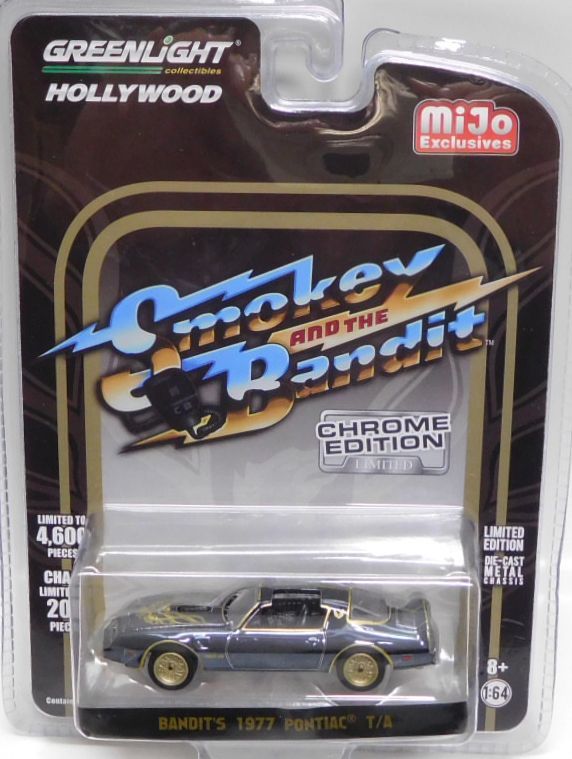 GREENLIGHT®
collectibles
HOLLYWOOD
MiJo
Exclusives
Smokey
AND THE
Bandit™
CHROME
EDITION
LIMITED
LIMITED TO
4,600
PIECES
LIMITED
EDITION
DIE-CAST
METAL
CHASSIS
8+
1:64
BANDIT'S 1977 PONTIAC® T/A